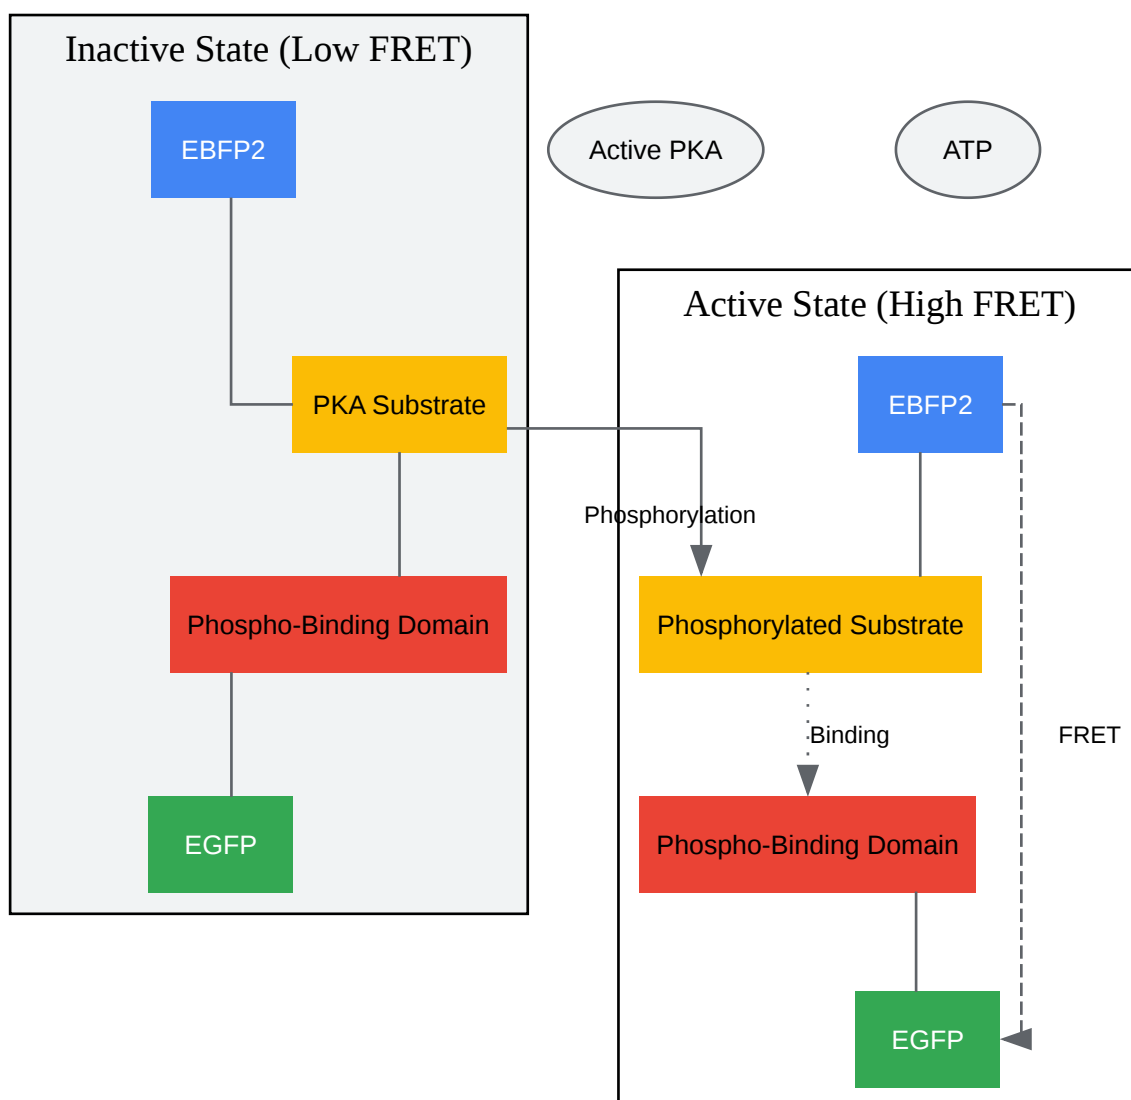 Inactive State (Low FRET)
EBFP2
PKA Substrate
Phospho-Binding Domain
EGFP
Active PKA
ATP
Phosphorylation
Active State (High FRET)
EBFP2
Phosphorylated Substrate
Binding
FRET
Phospho-Binding Domain
EGFP